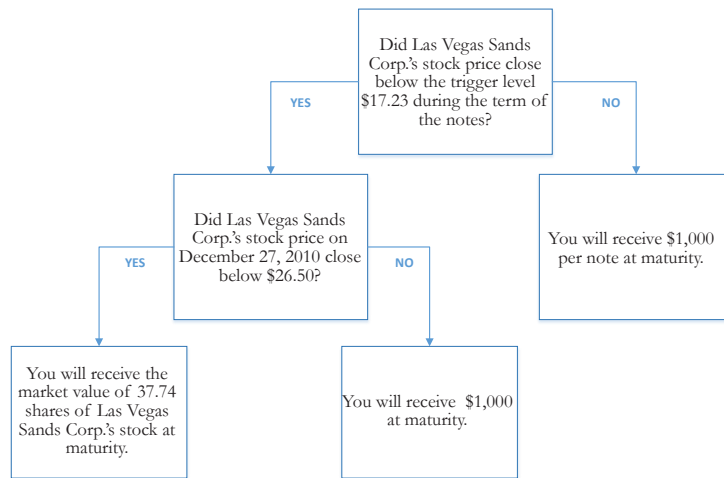 Did Las Vegas Sands
Corp.'s stock price close
below the trigger level
$17.23 during the term of
the notes?
YES
NO
Did Las Vegas Sands
Corp.'s stock price on
December 27, 2010 close
below $26.50?
You will receive $1,000
per note at maturity.
YES
NO
You will receive the
market value of 37.74
shares of Las Vegas
Sands Corp.'s stock at
maturity.
You will receive $1,000
at maturity.